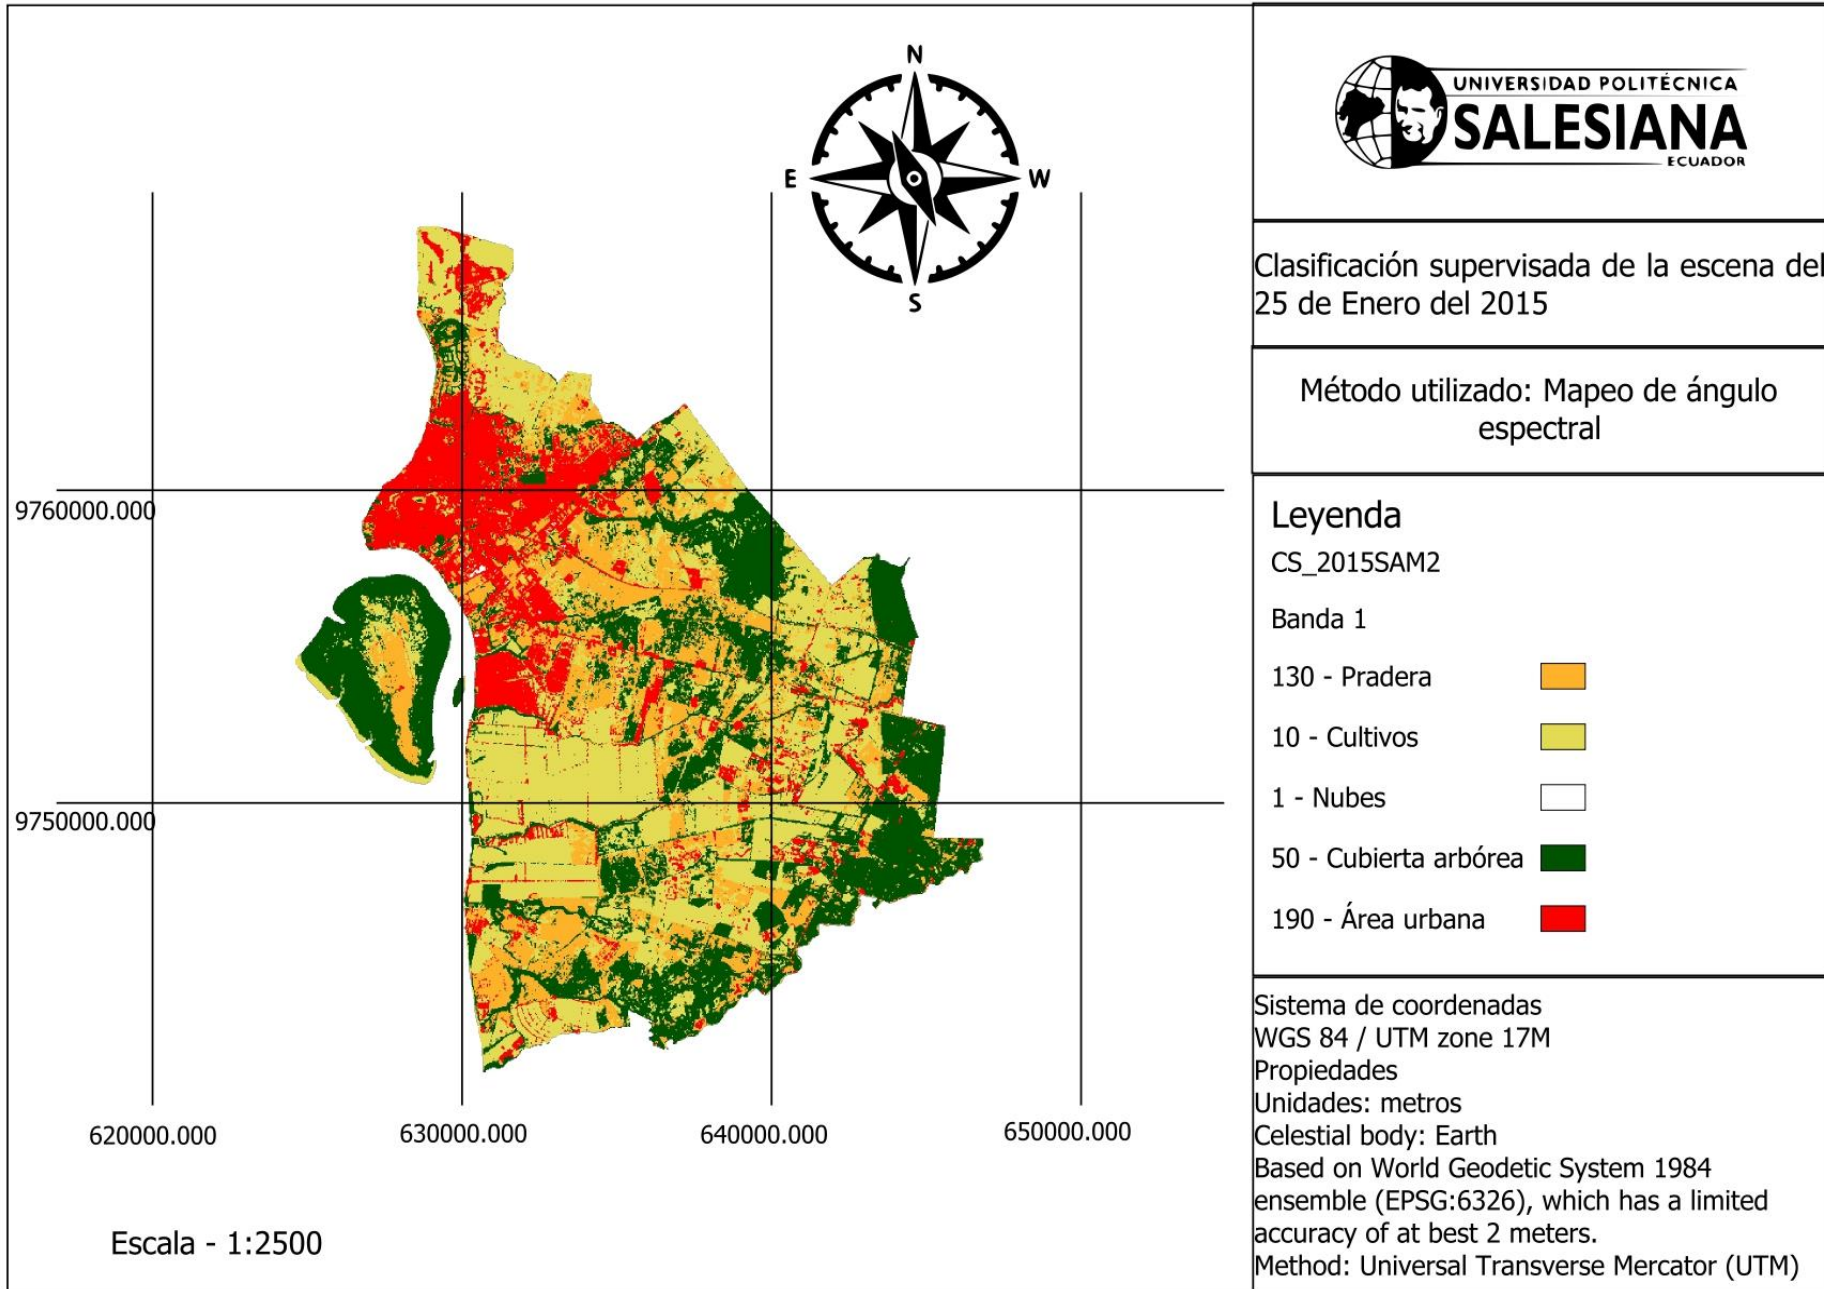 N
E
W
S
9760000.000
9750000.000
620000.000
630000.000
640000.000
650000.000
Escala - 1:2500
UNIVERSIDAD POLITÉCNICA
SALESIANA
ECUADOR
Clasificación supervisada de la escena del
25 de Enero del 2015
Método utilizado: Mapeo de ángulo
espectral
Leyenda
CS_2015SAM2
Banda 1
130 - Pradera
10 - Cultivos
1 - Nubes
50 - Cubierta arbórea
190 - Área urbana
Sistema de coordenadas
WGS 84 / UTM zone 17M
Propiedades
Unidades: metros
Celestial body: Earth
Based on World Geodetic System 1984
ensemble (EPSG:6326), which has a limited
accuracy of at best 2 meters.
Method: Universal Transverse Mercator (UTM)